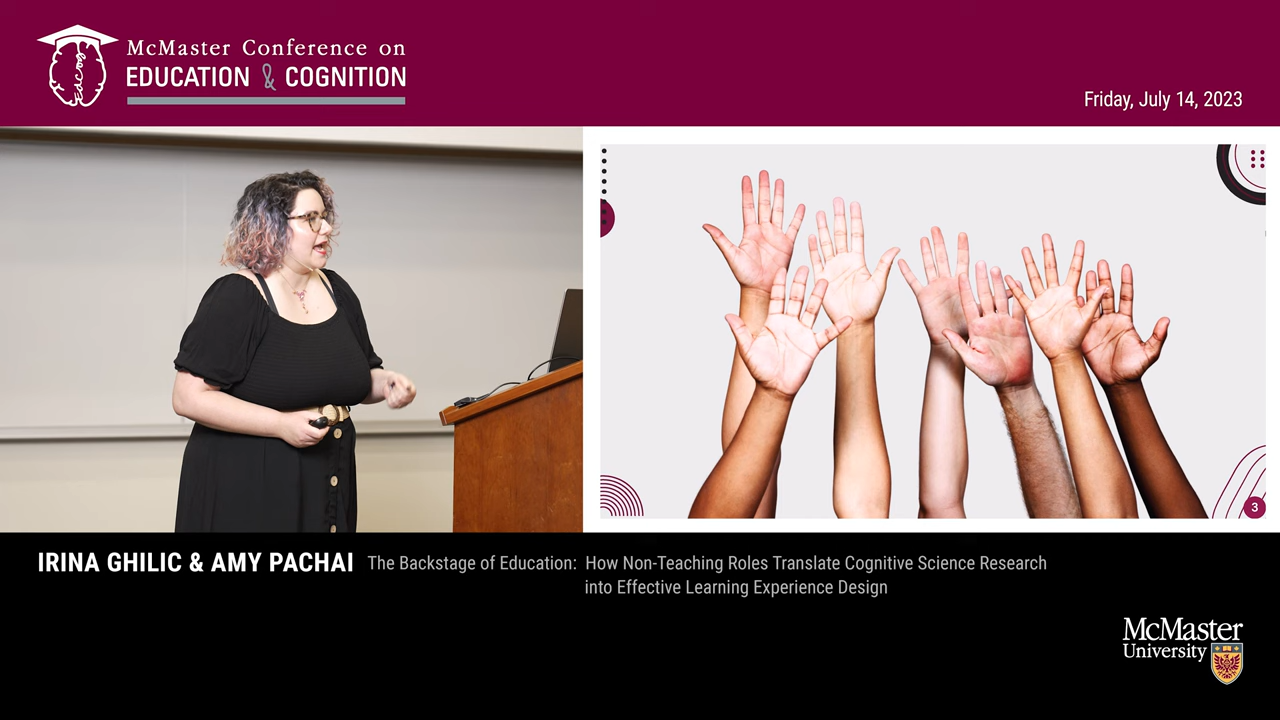 McMaster Conference on
EDUCATION & COGNITION
Friday, July 14, 2023
3
IRINA GHILIC & AMY PACHAI The Backstage of Education: How Non-Teaching Roles Translate Cognitive Science Research
into Effective Learning Experience Design
McMaster
University